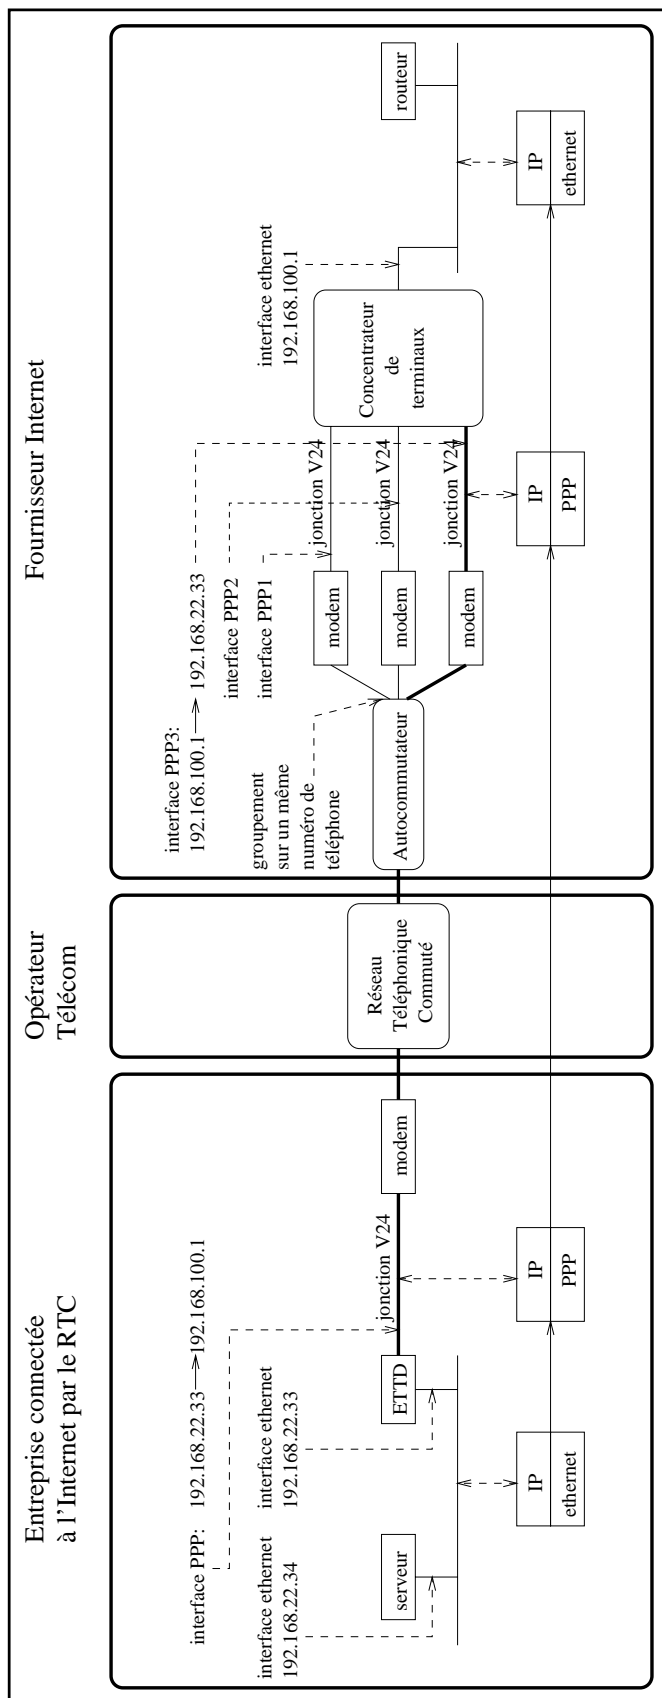 Entreprise connectée
à l'Internet par le RTC
interface PPP: 192.168.22.33 192.168.100.1
interface ethernet
192.168.22.34
interface ethernet
192.168.22.33
serveur
ETTD
jonction V24
modem
IP
ethernet
IP
PPP
Opérateur
Télécom
Réseau
Téléphonique
Commuté
Fournisseur Internet
interface PPP3:
192.168.100.1 192.168.22.33
interface PPP2
interface PPP1
groupement
sur un même
numéro de
téléphone
Autocommutateur
modem
modem
modem
jonction V24
jonction V24
jonction V24
interface ethernet
192.168.100.1
Concentrateur
de
terminaux
routeur
IP
PPP
IP
ethernet